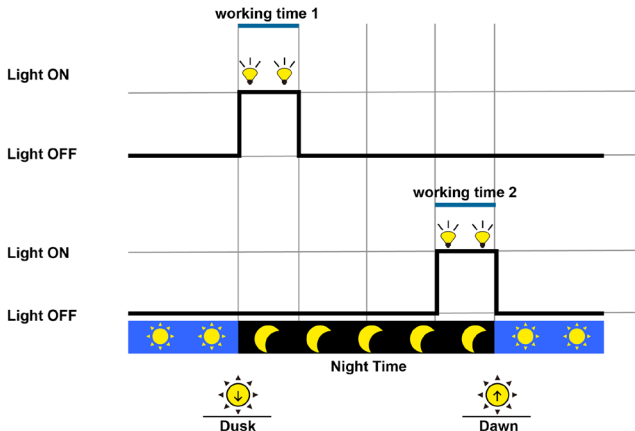 working time 1
Light ON
Light OFF
working time 2
Light ON
Light OFF
Night Time
Dusk
Dawn